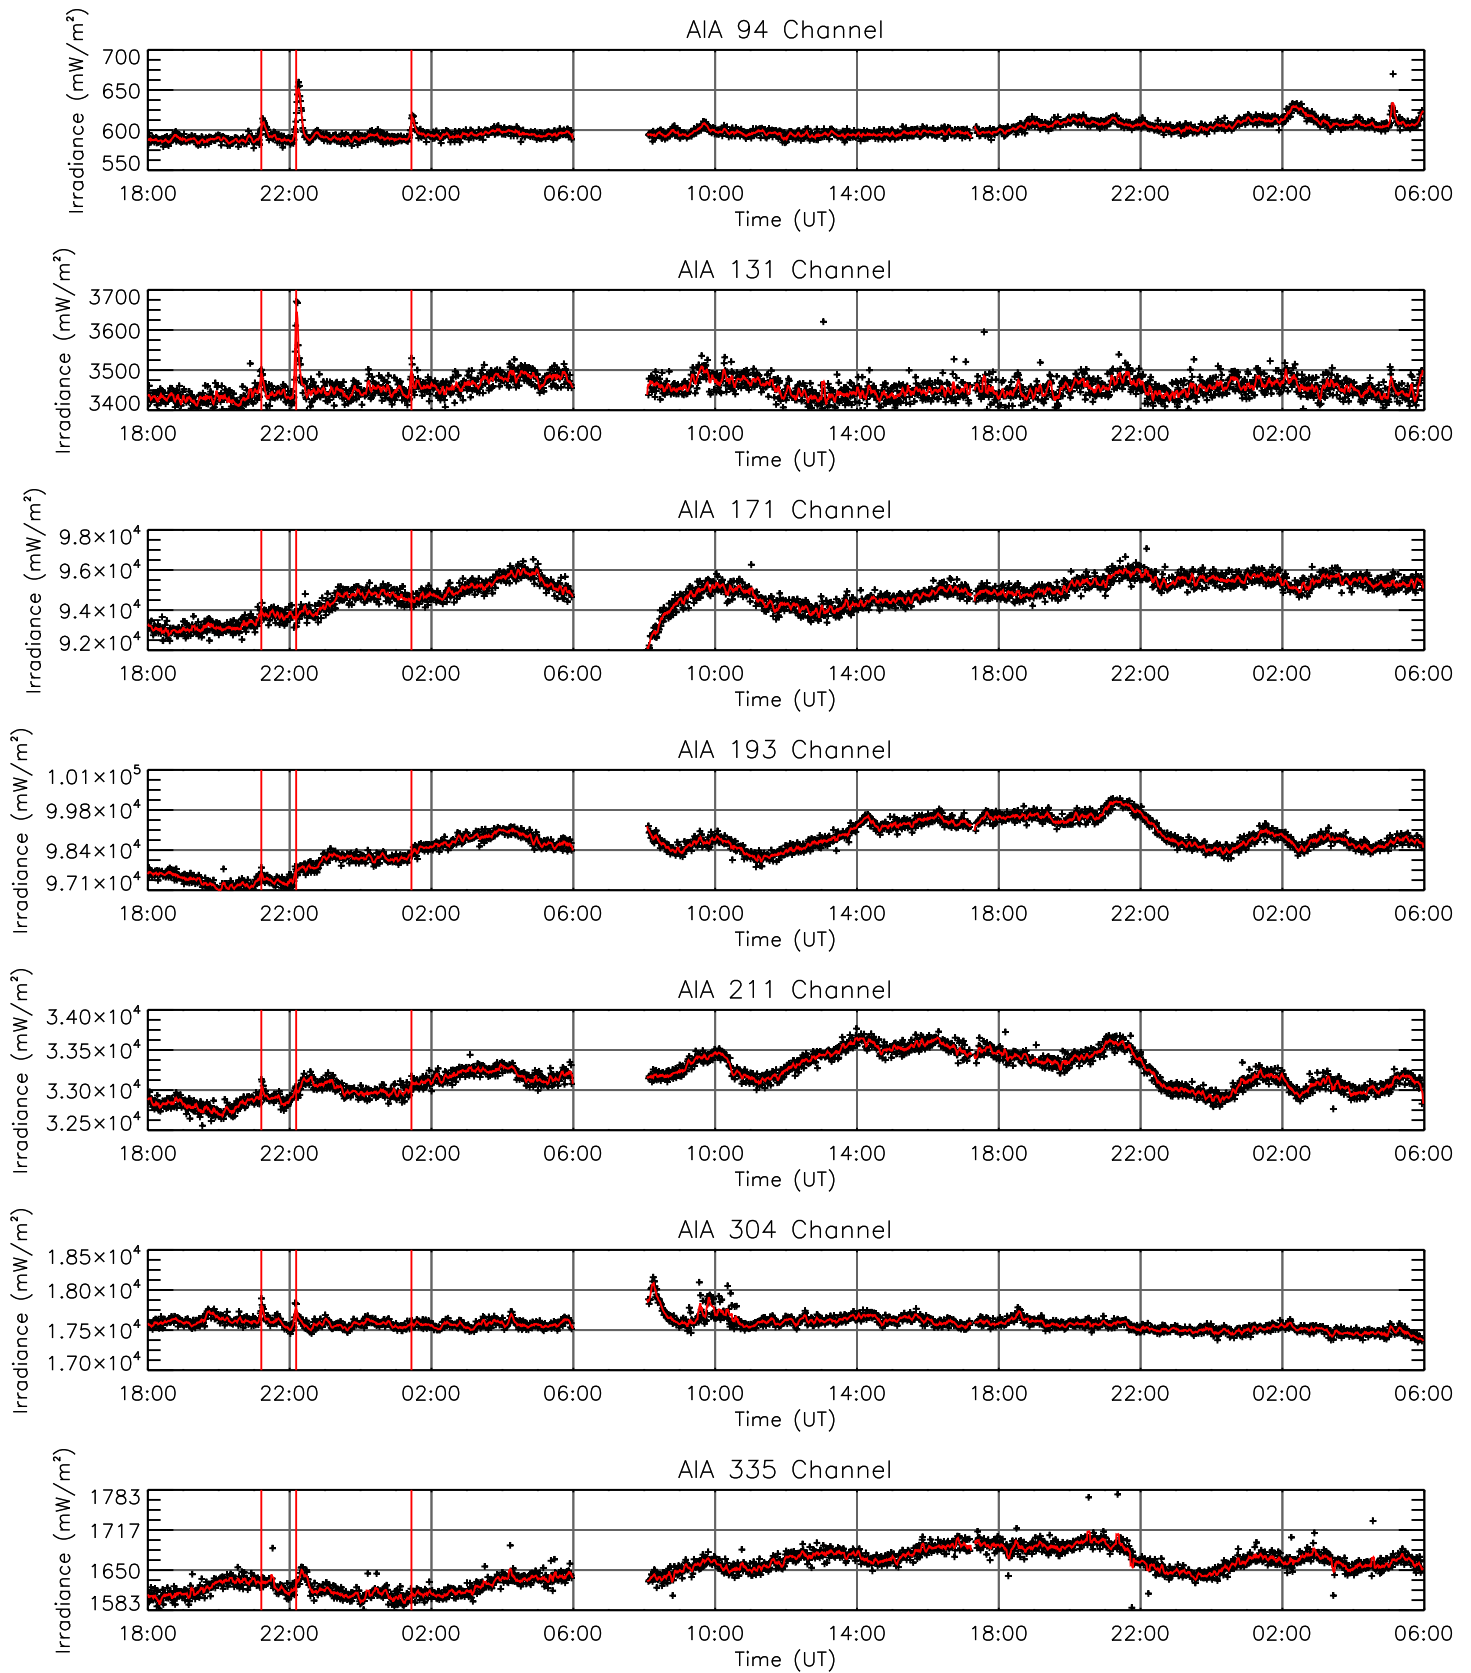 AIA 94 Channel
Irradiance (mW/m²)
700
650
600
550
18:00 22:00 02:00 06:00 10:00 14:00 18:00 22:00 02:00 06:00
Time (UT)
AIA 131 Channel
Irradiance (mW/m²)
3700
3600
3500
3400
18:00 22:00 02:00 06:00 10:00 14:00 18:00 22:00 02:00 06:00
Time (UT)
AIA 171 Channel
Irradiance (mW/m²)
9.8×10⁴
9.6×10⁴
9.4×10⁴
9.2×10⁴
18:00 22:00 02:00 06:00 10:00 14:00 18:00 22:00 02:00 06:00
Time (UT)
AIA 193 Channel
Irradiance (mW/m²)
1.01×10⁵
9.98×10⁴
9.84×10⁴
9.71×10⁴
18:00 22:00 02:00 06:00 10:00 14:00 18:00 22:00 02:00 06:00
Time (UT)
AIA 211 Channel
Irradiance (mW/m²)
3.40×10⁴
3.35×10⁴
3.30×10⁴
3.25×10⁴
18:00 22:00 02:00 06:00 10:00 14:00 18:00 22:00 02:00 06:00
Time (UT)
AIA 304 Channel
Irradiance (mW/m²)
1.85×10⁴
1.80×10⁴
1.75×10⁴
1.70×10⁴
18:00 22:00 02:00 06:00 10:00 14:00 18:00 22:00 02:00 06:00
Time (UT)
AIA 335 Channel
Irradiance (mW/m²)
1783
1717
1650
1583
18:00 22:00 02:00 06:00 10:00 14:00 18:00 22:00 02:00 06:00
Time (UT)